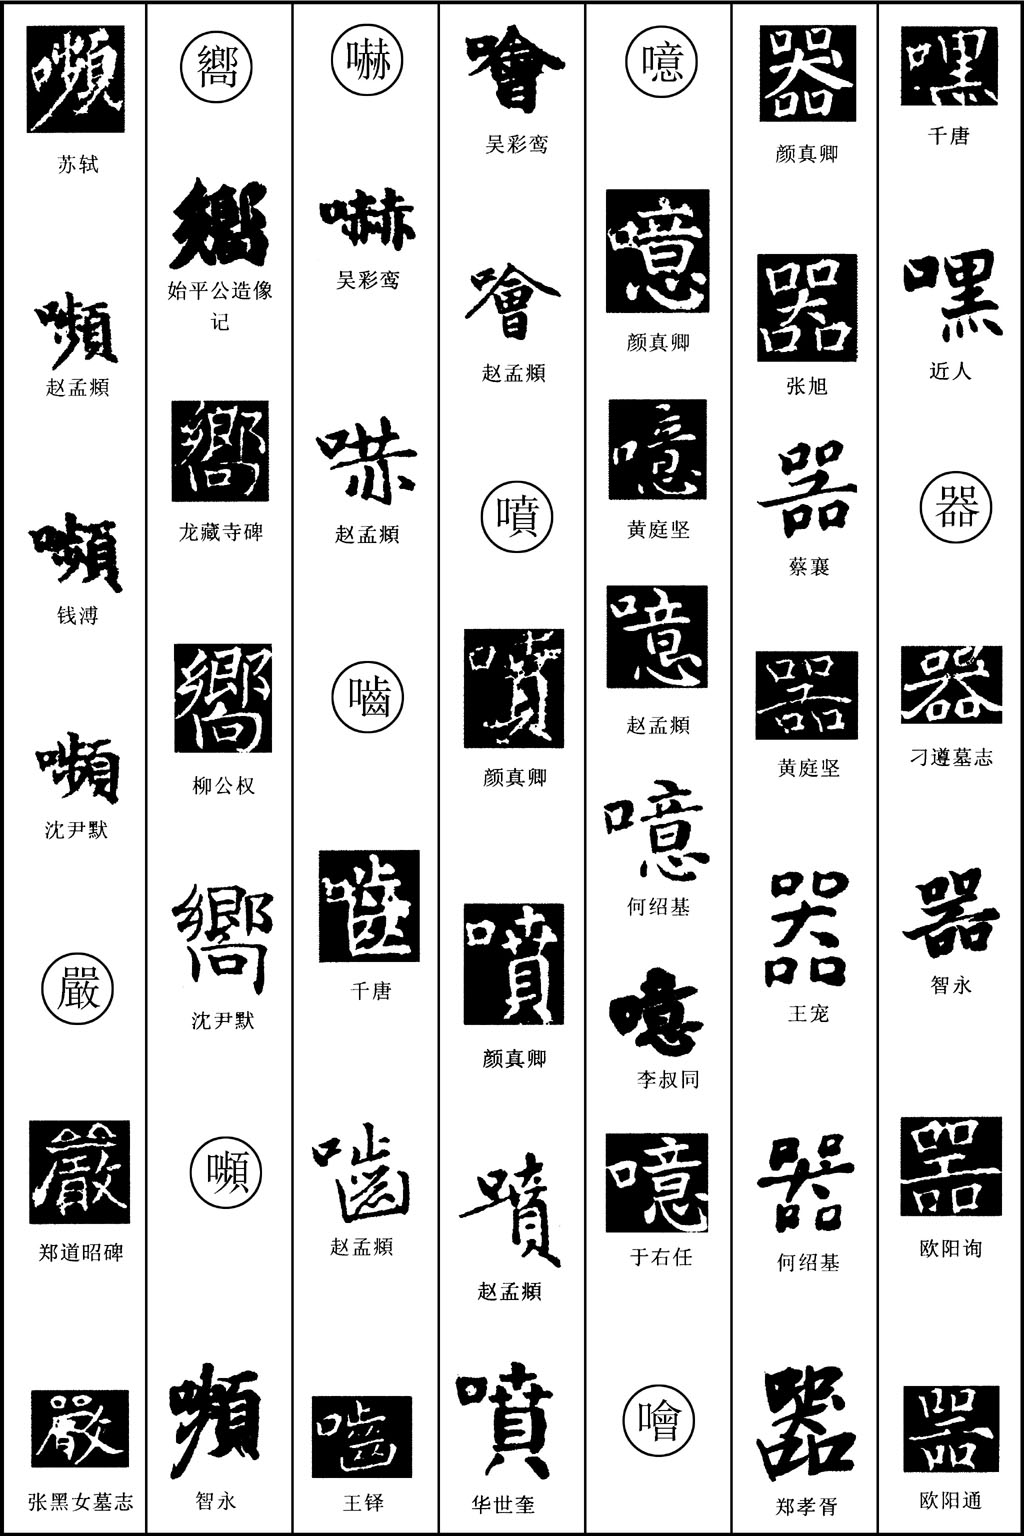 嘿
千唐
嘿
近人
器
器
刁遵墓志
器
智永
器
欧阳询
器
欧阳通
器
颜真卿
器
张旭
器
蔡襄
器
黄庭坚
器
王宠
器
何绍基
器
郑孝胥
噫
噫
颜真卿
噫
黄庭坚
噫
赵孟頫
噫
何绍基
噫
李叔同
噫
于右任
噲
噲
吴彩鸾
噲
赵孟頫
噴
噴
颜真卿
噴
颜真卿
噴
赵孟頫
噴
华世奎
嚇
嚇
吴彩鸾
哧
赵孟頫
嚙
嚙
千唐
嚙
赵孟頫
嚙
王铎
嚮
嚮
始平公造像
记
嚮
龙藏寺碑
嚮
柳公权
嚮
沈尹默
嚬
嚬
智永
嚬
苏轼
嚬
赵孟頫
嚬
钱溥
嚬
沈尹默
嚴
嚴
郑道昭碑
嚴
张黑女墓志